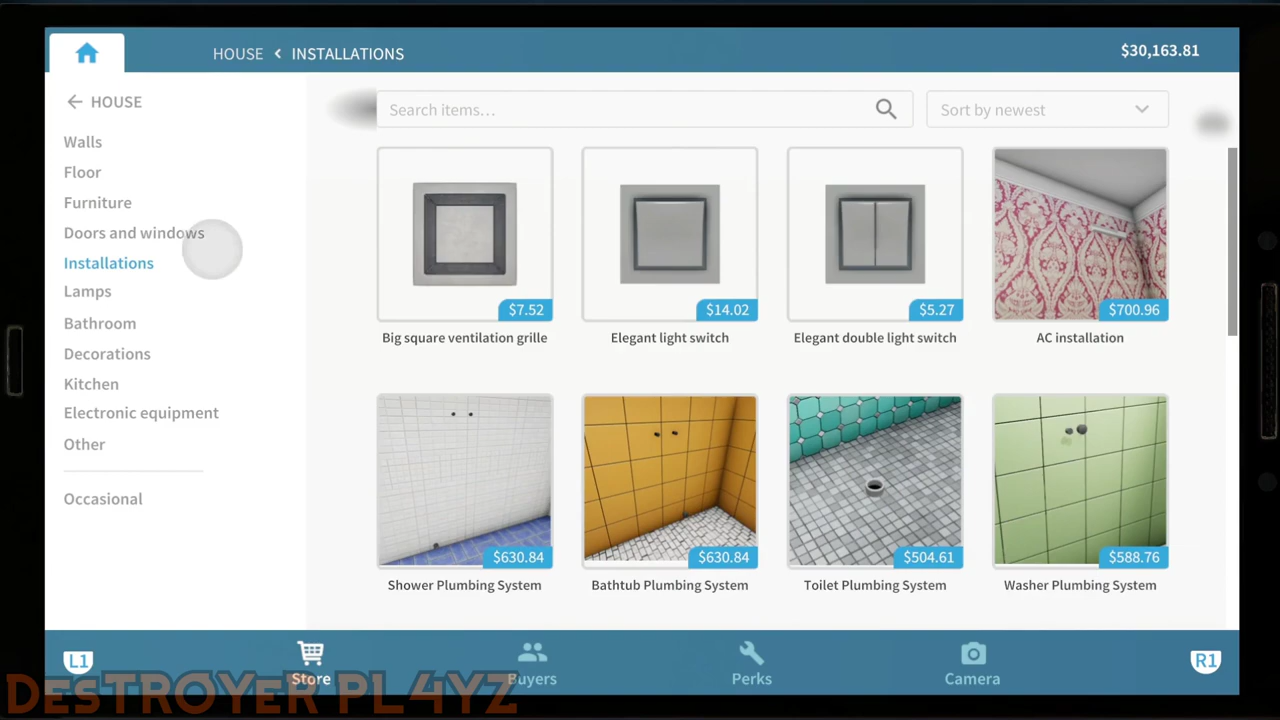 HOUSE < INSTALLATIONS
$30,163.81
HOUSE
Walls
Floor
Furniture
Doors and windows
Installations
Lamps
Bathroom
Decorations
Kitchen
Electronic equipment
Other
Occasional
Search items...
Sort by newest
$7.52
Big square ventilation grille
$14.02
Elegant light switch
$5.27
Elegant double light switch
$700.96
AC installation
$630.84
Shower Plumbing System
$630.84
Bathtub Plumbing System
$504.61
Toilet Plumbing System
$588.76
Washer Plumbing System
L1
Store
Buyers
Perks
Camera
R1
DESTROYER PL4YZ